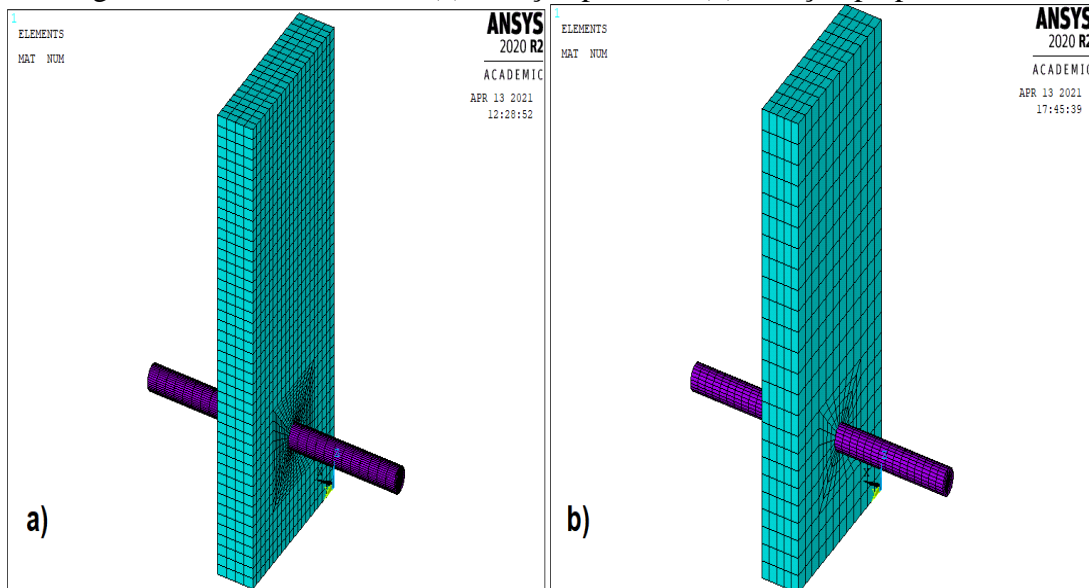 1
ELEMENTS
MAT NUM
ANSYS
2020 R2
ACADEMIC
APR 13 2021
12:28:52
a)
1
ELEMENTS
MAT NUM
ANSYS
2020 R2
ACADEMIC
APR 13 2021
17:45:39
b)